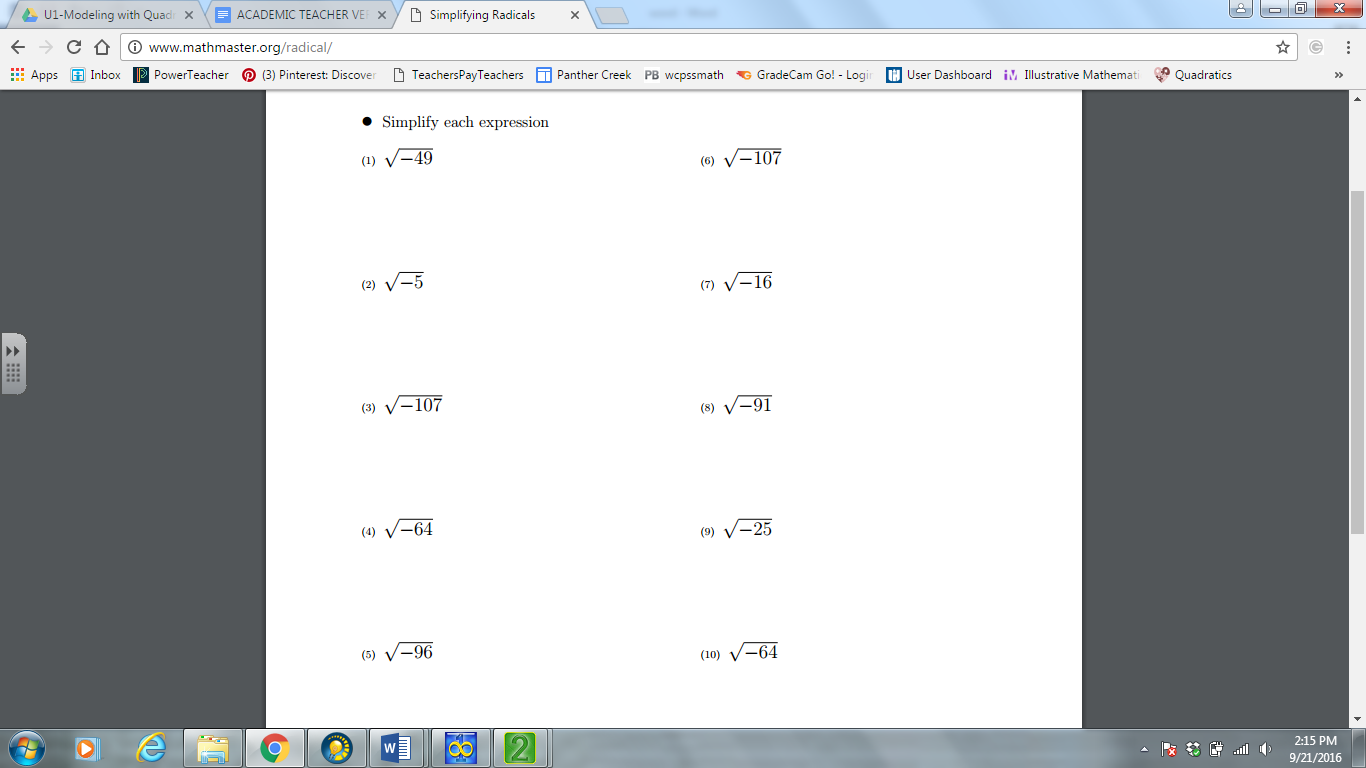 U1-Modeling with Quadr
ACADEMIC TEACHER VE
Simplifying Radicals
www.mathmaster.org/radical/
Apps Inbox PowerTeacher (3) Pinterest: Discover TeachersPayTeachers Panther Creek PB wcpssmath GradeCam Go! - Login User Dashboard Illustrative Mathemati Quadratics »
• Simplify each expression
(1) √−49
(6) √−107
(2) √−5
(7) √−16
(3) √−107
(8) √−91
(4) √−64
(9) √−25
(5) √−96
(10) √−64
2:15 PM
9/21/2016